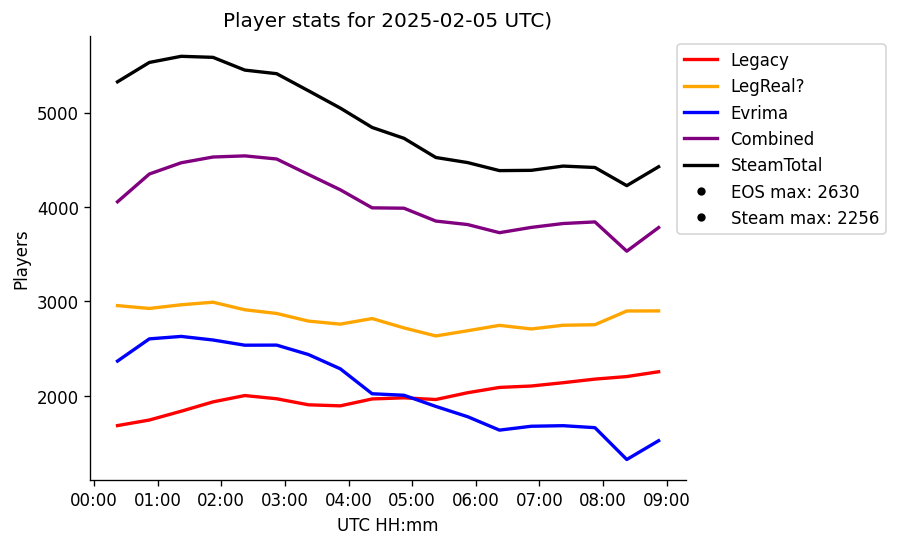 Player stats for 2025-02-05 UTC)
Legacy
LegReal?
Evrima
Combined
SteamTotal
EOS max: 2630
Steam max: 2256
Players
5000
4000
3000
2000
00:00 01:00 02:00 03:00 04:00 05:00 06:00 07:00 08:00 09:00
UTC HH:mm